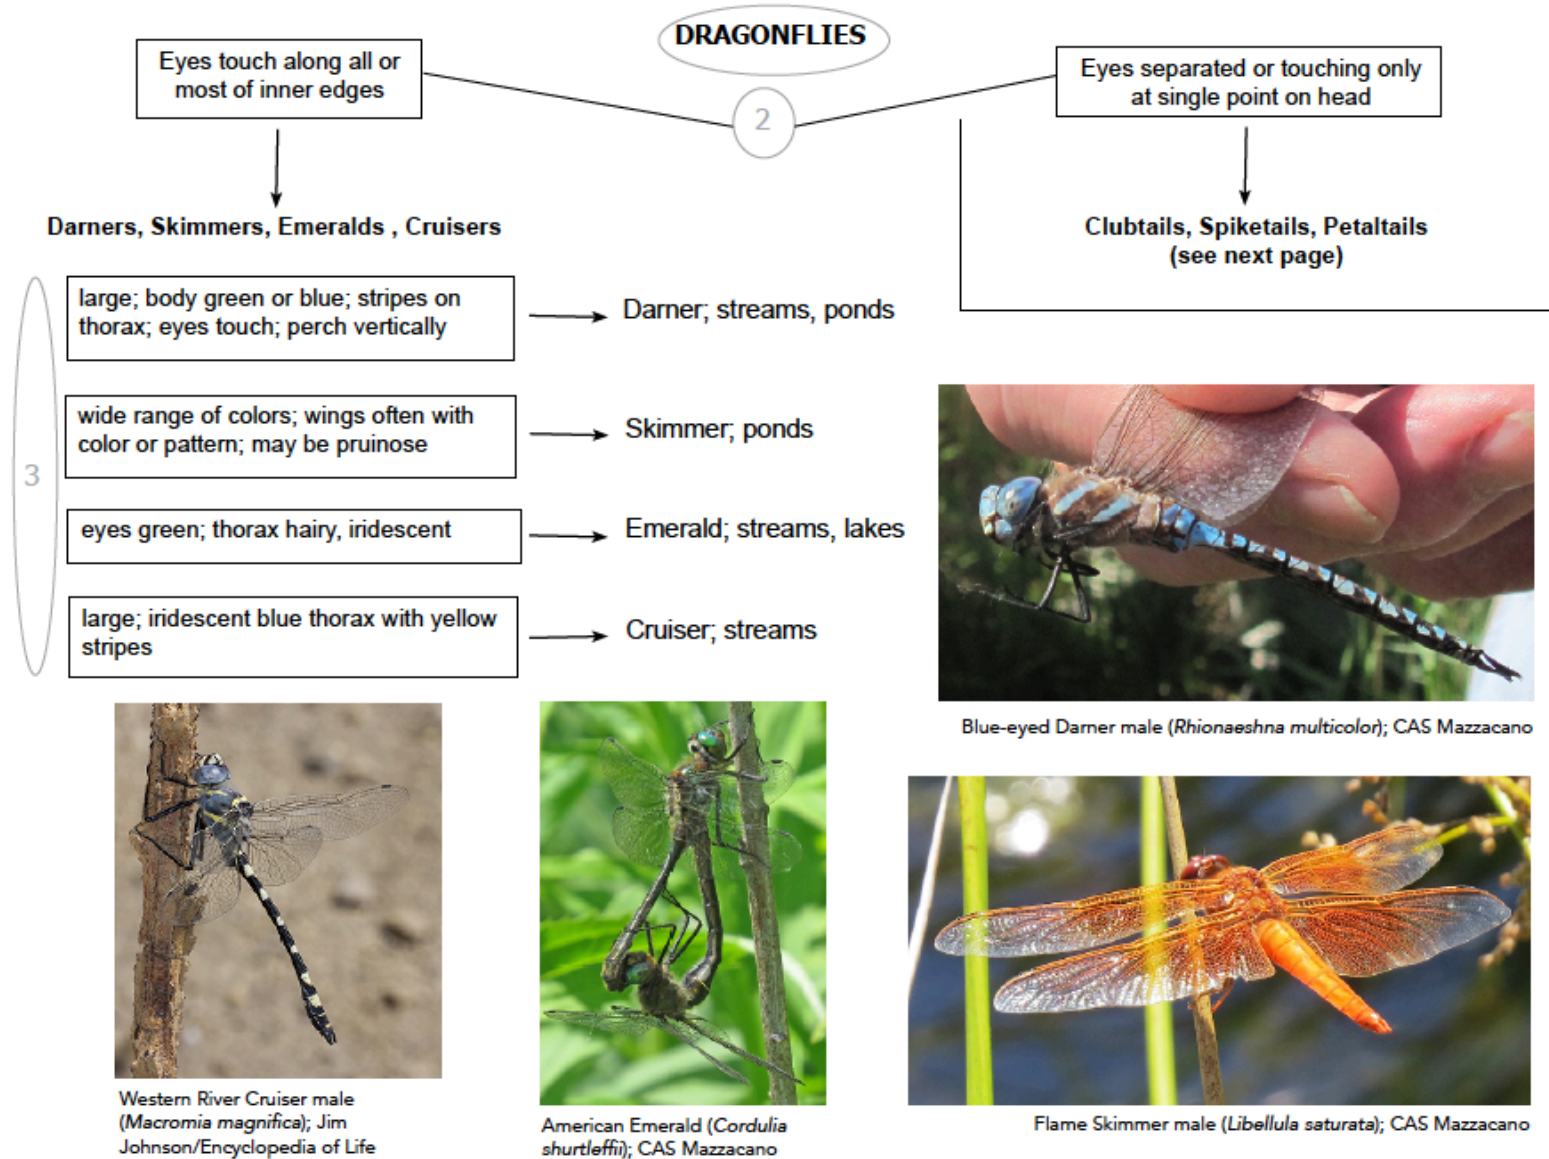 DRAGONFLIES
2
Eyes touch along all or
most of inner edges
Darners, Skimmers, Emeralds , Cruisers
Eyes separated or touching only
at single point on head
Clubtails, Spiketails, Petaltails
(see next page)
3
large; body green or blue; stripes on
thorax; eyes touch; perch vertically
Darner; streams, ponds
wide range of colors; wings often with
color or pattern; may be pruinose
Skimmer; ponds
eyes green; thorax hairy, iridescent
Emerald; streams, lakes
large; iridescent blue thorax with yellow
stripes
Cruiser; streams
Blue-eyed Darner male (Rhionaeshna multicolor); CAS Mazzacano
Western River Cruiser male
(Macromia magnifica); Jim
Johnson/Encyclopedia of Life
American Emerald (Cordulia
shurtleffii); CAS Mazzacano
Flame Skimmer male (Libellula saturata); CAS Mazzacano